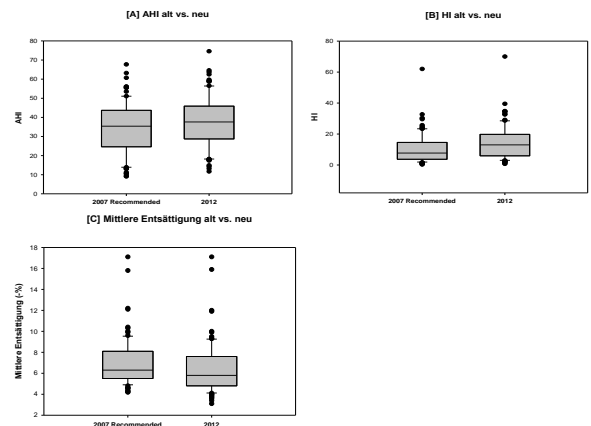 [A] AHI alt vs. neu
80
70
60
50
40
30
20
10
0
AHI
2007 Recommended 2012
[B] HI alt vs. neu
80
60
40
20
0
HI
2007 Recommended 2012
[C] Mittlere Entsättigung alt vs. neu
18
16
14
12
10
8
6
4
2
Mittlere Entsättigung (-%)
2007 Recommended 2012